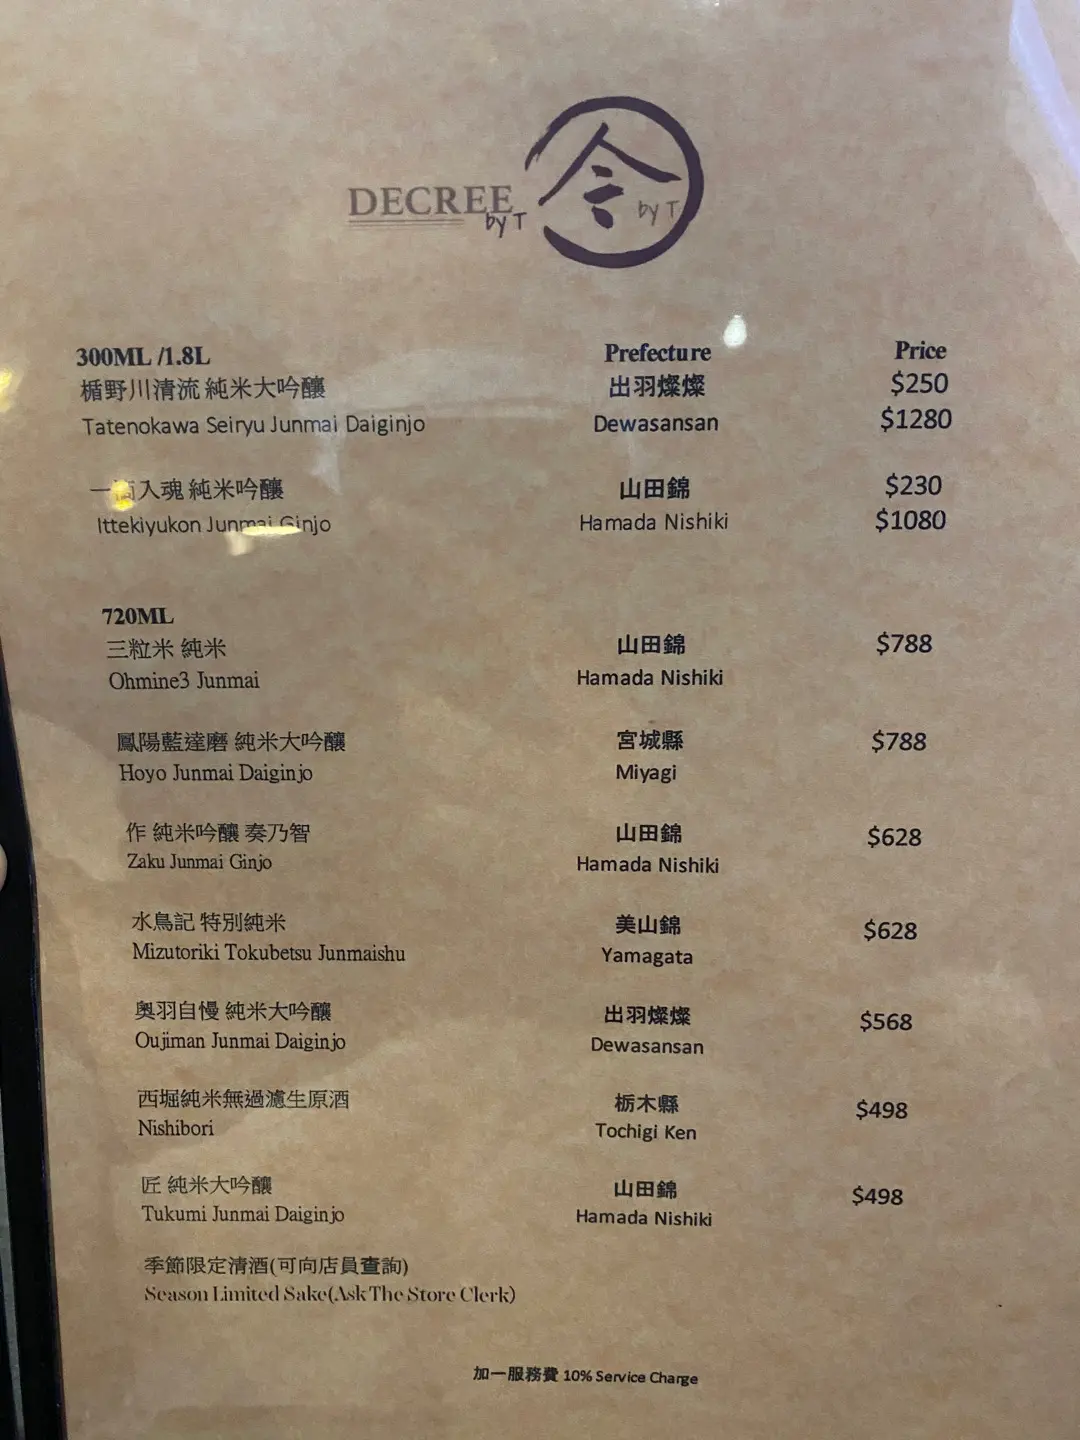 DECREE
by T
令
by T
300ML /1.8L Prefecture Price
楯野川清流 純米大吟釀 出羽燦燦 $250
Tatenokawa Seiryu Junmai Daiginjo Dewasansan $1280
一滴入魂 純米吟釀 山田錦 $230
Ittekiyukon Junmai Ginjo Hamada Nishiki $1080
720ML
三粒米 純米 山田錦 $788
Ohmine3 Junmai Hamada Nishiki
鳳陽藍達磨 純米大吟釀 宮城縣 $788
Hoyo Junmai Daiginjo Miyagi
作 純米吟釀 奏乃智 山田錦 $628
Zaku Junmai Ginjo Hamada Nishiki
水鳥記 特別純米 美山錦 $628
Mizutoriki Tokubetsu Junmaishu Yamagata
奧羽自慢 純米大吟釀 出羽燦燦 $568
Oujiman Junmai Daiginjo Dewasansan
西堀純米無過濾生原酒 栃木縣 $498
Nishibori Tochigi Ken
匠 純米大吟釀 山田錦 $498
Tukumi Junmai Daiginjo Hamada Nishiki
季節限定清酒(可向店員查詢)
Season Limited Sake(Ask The Store Clerk)
加一服務費 10% Service Charge